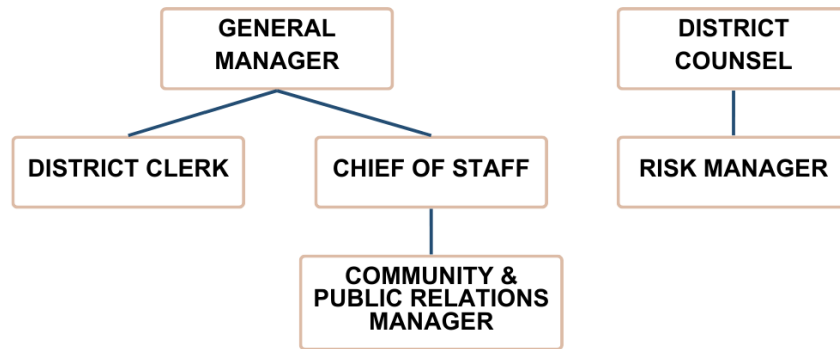 GENERAL
MANAGER
DISTRICT
COUNSEL
DISTRICT CLERK
CHIEF OF STAFF
RISK MANAGER
COMMUNITY &
PUBLIC RELATIONS
MANAGER